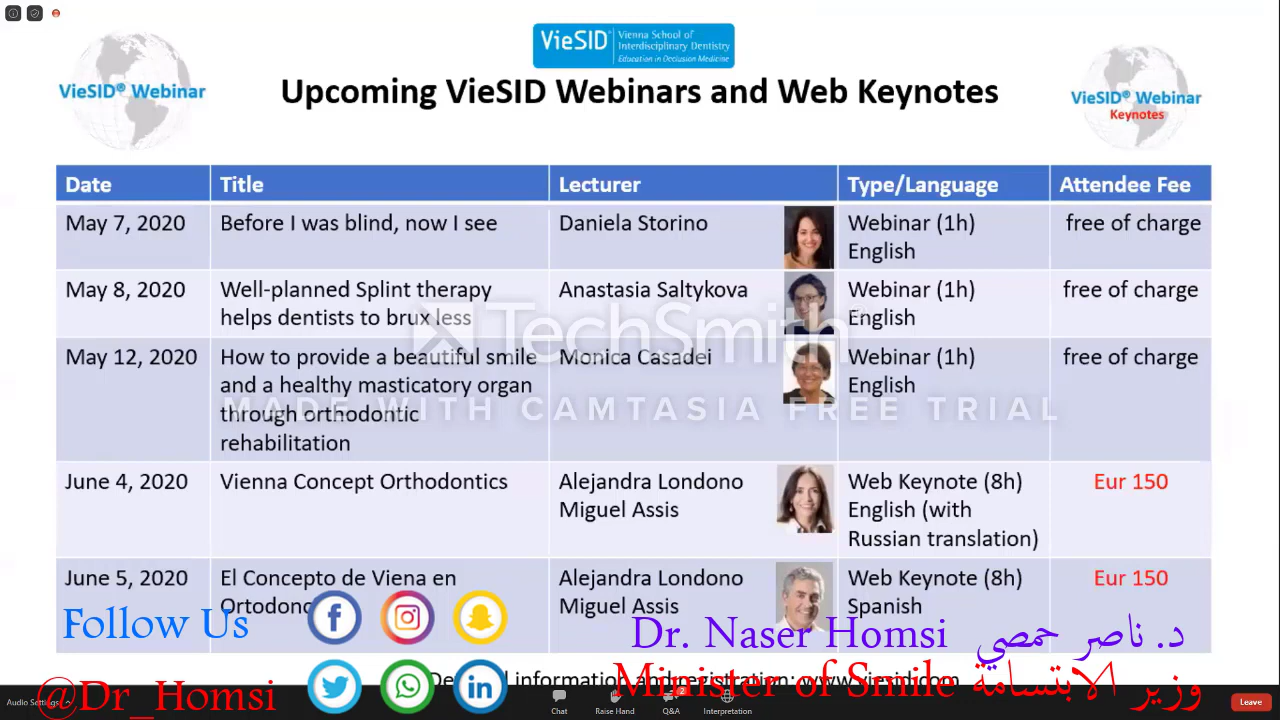 VieSID® Vienna School of
Interdisciplinary Dentistry
Education in Occlusion Medicine
VieSID® Webinar
Upcoming VieSID Webinars and Web Keynotes
VieSID® Webinar
Keynotes
Date Title Lecturer Type/Language Attendee Fee
May 7, 2020 Before I was blind, now I see Daniela Storino Webinar (1h) free of charge
English
May 8, 2020 Well-planned Splint therapy Anastasia Saltykova Webinar (1h) free of charge
helps dentists to brux less English
TechSmith
May 12, 2020 How to provide a beautiful smile Monica Casadei Webinar (1h) free of charge
and a healthy masticatory organ English
MADE WITH CAMTASIA FREE TRIAL
through orthodontic
rehabilitation
June 4, 2020 Vienna Concept Orthodontics Alejandra Londono Web Keynote (8h) Eur 150
Miguel Assis English (with
Russian translation)
June 5, 2020 El Concepto de Viena en Alejandra Londono Web Keynote (8h) Eur 150
Miguel Assis Spanish
Follow Us
Dr. Naser Homsi د. ناصر حمصي
information and registration: www.viesid.com
Minister of Smile وزير الابتسامة
@Dr_Homsi
Audio Settings Chat Raise Hand Q&A 2 Interpretation Leave